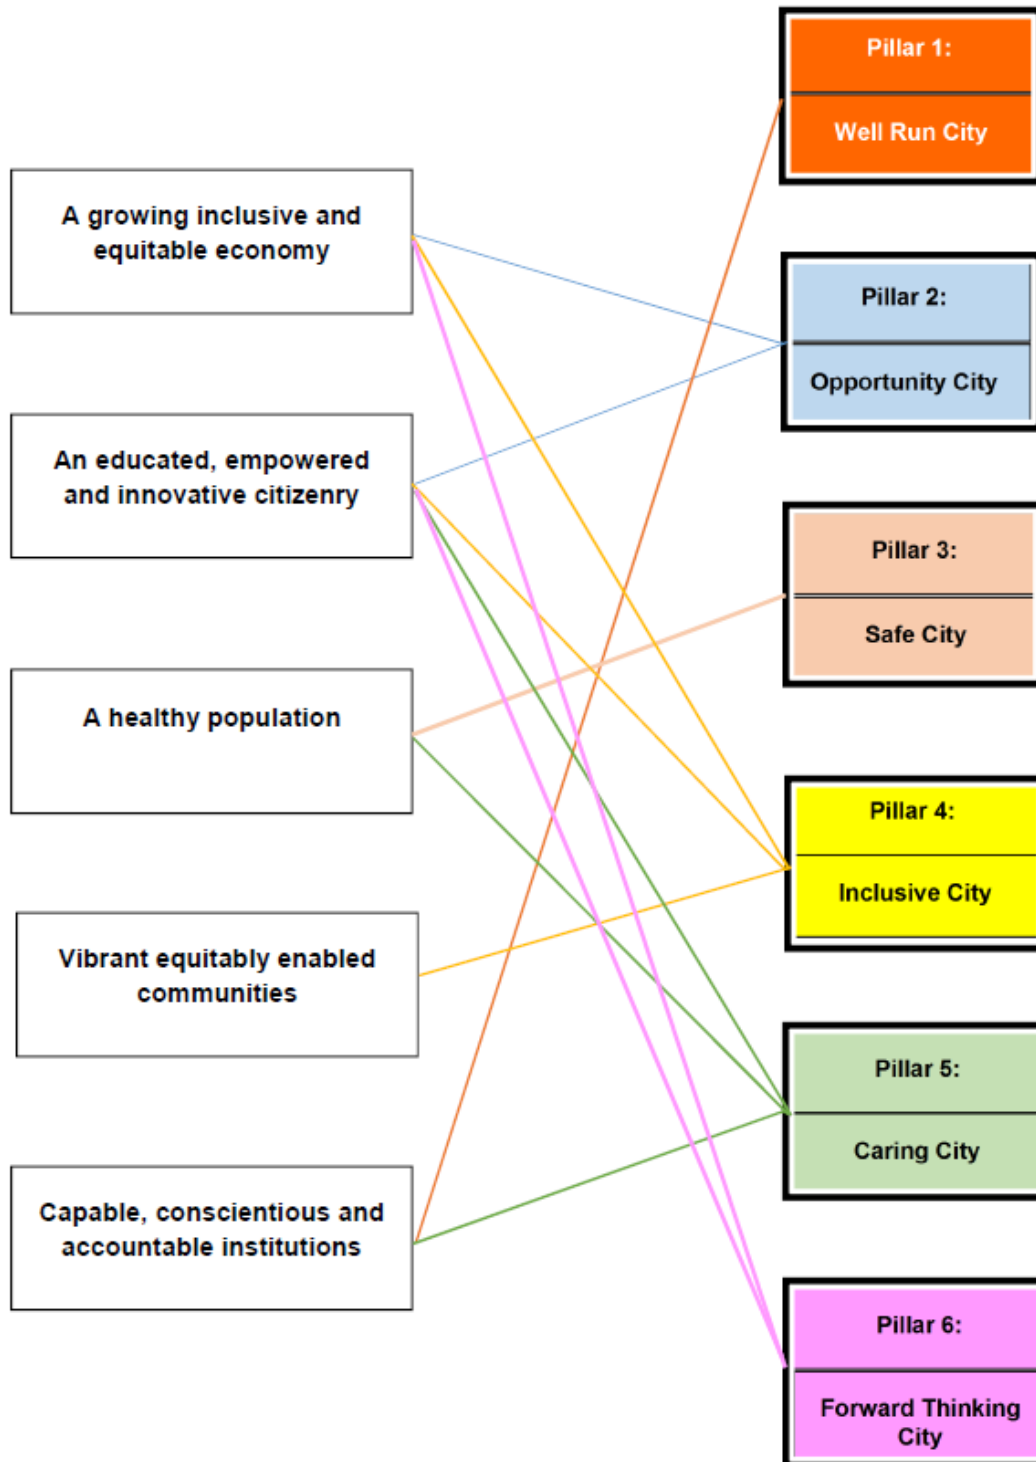 A growing inclusive and
equitable economy
An educated, empowered
and innovative citizenry
A healthy population
Vibrant equitably enabled
communities
Capable, conscientious and
accountable institutions
Pillar 1:
Well Run City
Pillar 2:
Opportunity City
Pillar 3:
Safe City
Pillar 4:
Inclusive City
Pillar 5:
Caring City
Pillar 6:
Forward Thinking
City